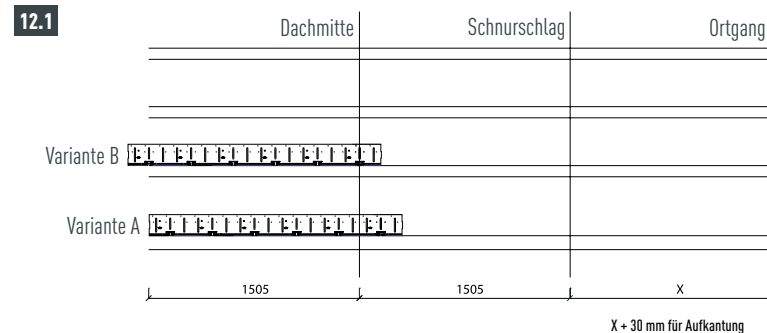 12.1
Dachmitte Schnurschlag Ortgang
Variante B
Variante A
1505 1505 X
X + 30 mm für Aufkantung